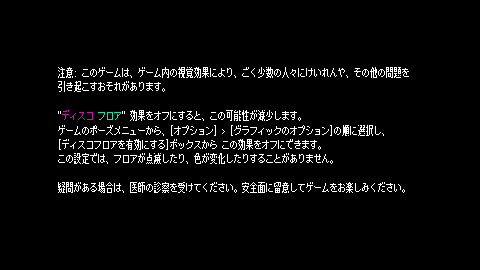 注意: このゲームは、ゲーム内の視覚効果により、ごく少数の人々にけいれんや、その他の問題を
引き起こすおそれがあります。
"ディスコ フロア" 効果をオフにすると、この可能性が減少します。
ゲームのポーズメニューから、[オプション] > [グラフィックのオプション]の順に選択し、
[ディスコフロアを有効にする]ボックスから この効果をオフにできます。
この設定では、フロアが点滅したり、色が変化したりすることがありません。
疑問がある場合は、医師の診察を受けてください。安全面に留意してゲームをお楽しみください。